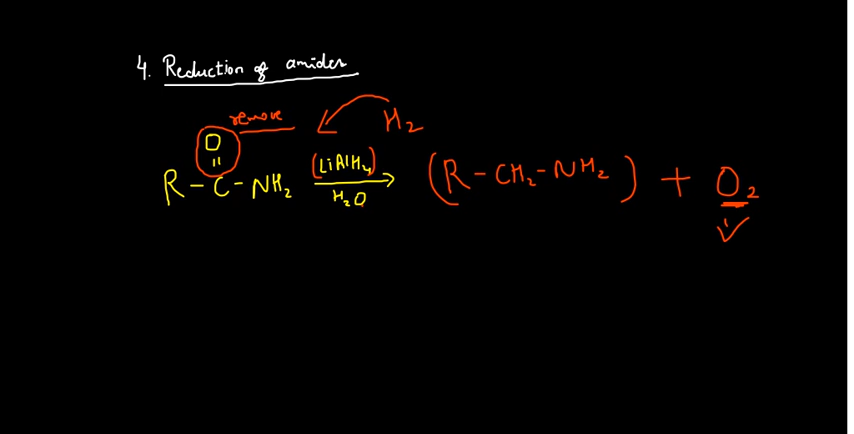 4. Reduction of amides
remove
H2
O
=
R - C - NH2 (LiAlH4) (R - CH2 - NH2) + O2
H2O